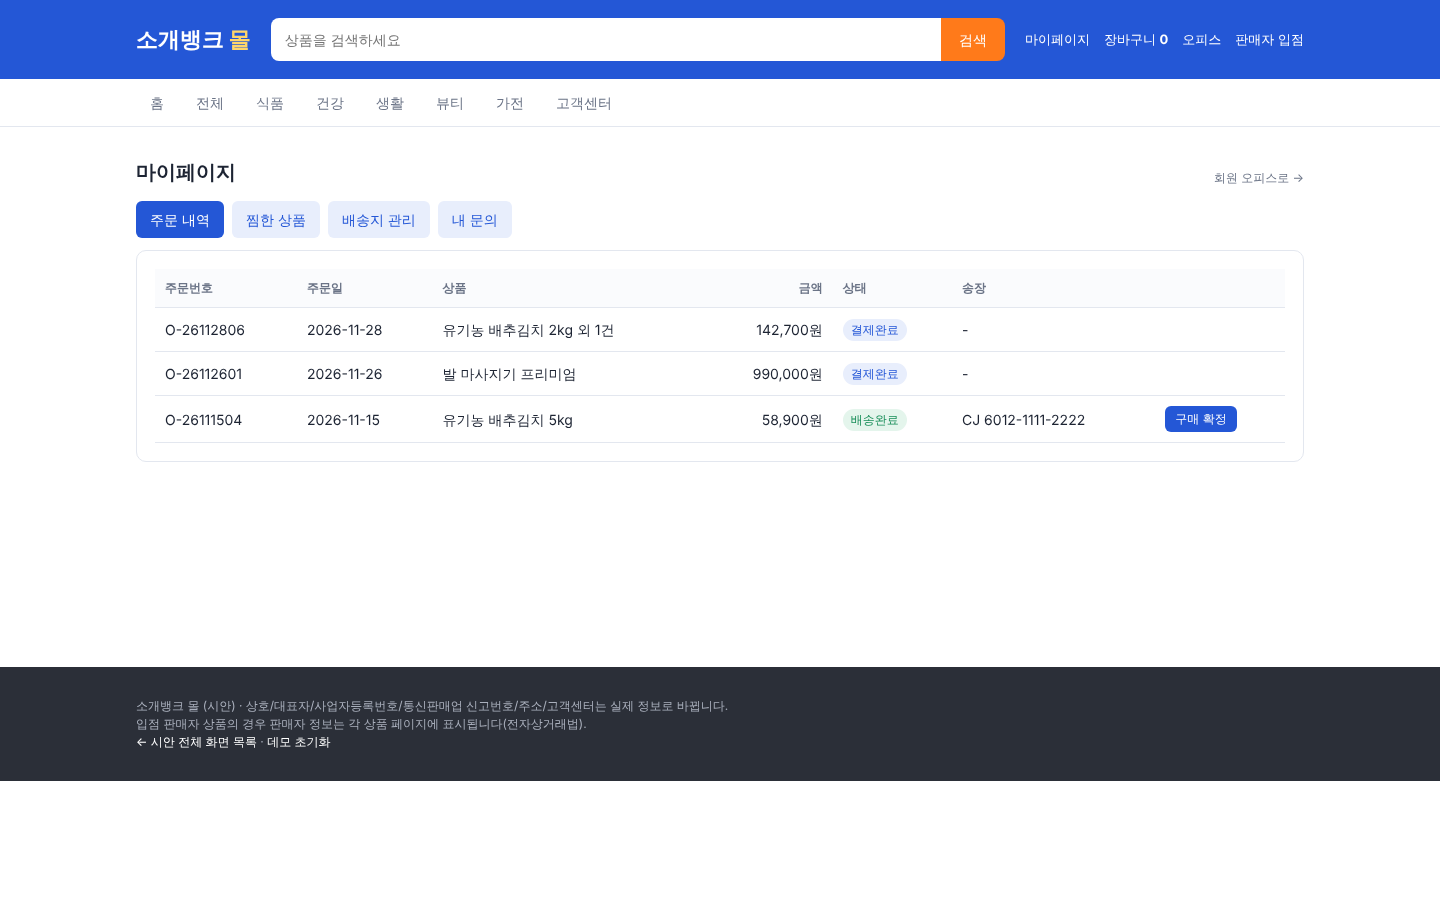 소개뱅크 몰
상품을 검색하세요
검색
마이페이지 장바구니 0 오피스 판매자 입점
홈 전체 식품 건강 생활 뷰티 가전 고객센터
마이페이지
회원 오피스로 →
주문 내역 찜한 상품 배송지 관리 내 문의
주문번호 주문일 상품 금액 상태 송장
O-26112806 2026-11-28 유기농 배추김치 2kg 외 1건 142,700원 결제완료 -
O-26112601 2026-11-26 발 마사지기 프리미엄 990,000원 결제완료 -
O-26111504 2026-11-15 유기농 배추김치 5kg 58,900원 배송완료 CJ 6012-1111-2222 구매 확정
소개뱅크 몰 (시안) · 상호/대표자/사업자등록번호/통신판매업 신고번호/주소/고객센터는 실제 정보로 바뀝니다.
입점 판매자 상품의 경우 판매자 정보는 각 상품 페이지에 표시됩니다(전자상거래법).
← 시안 전체 화면 목록 · 데모 초기화